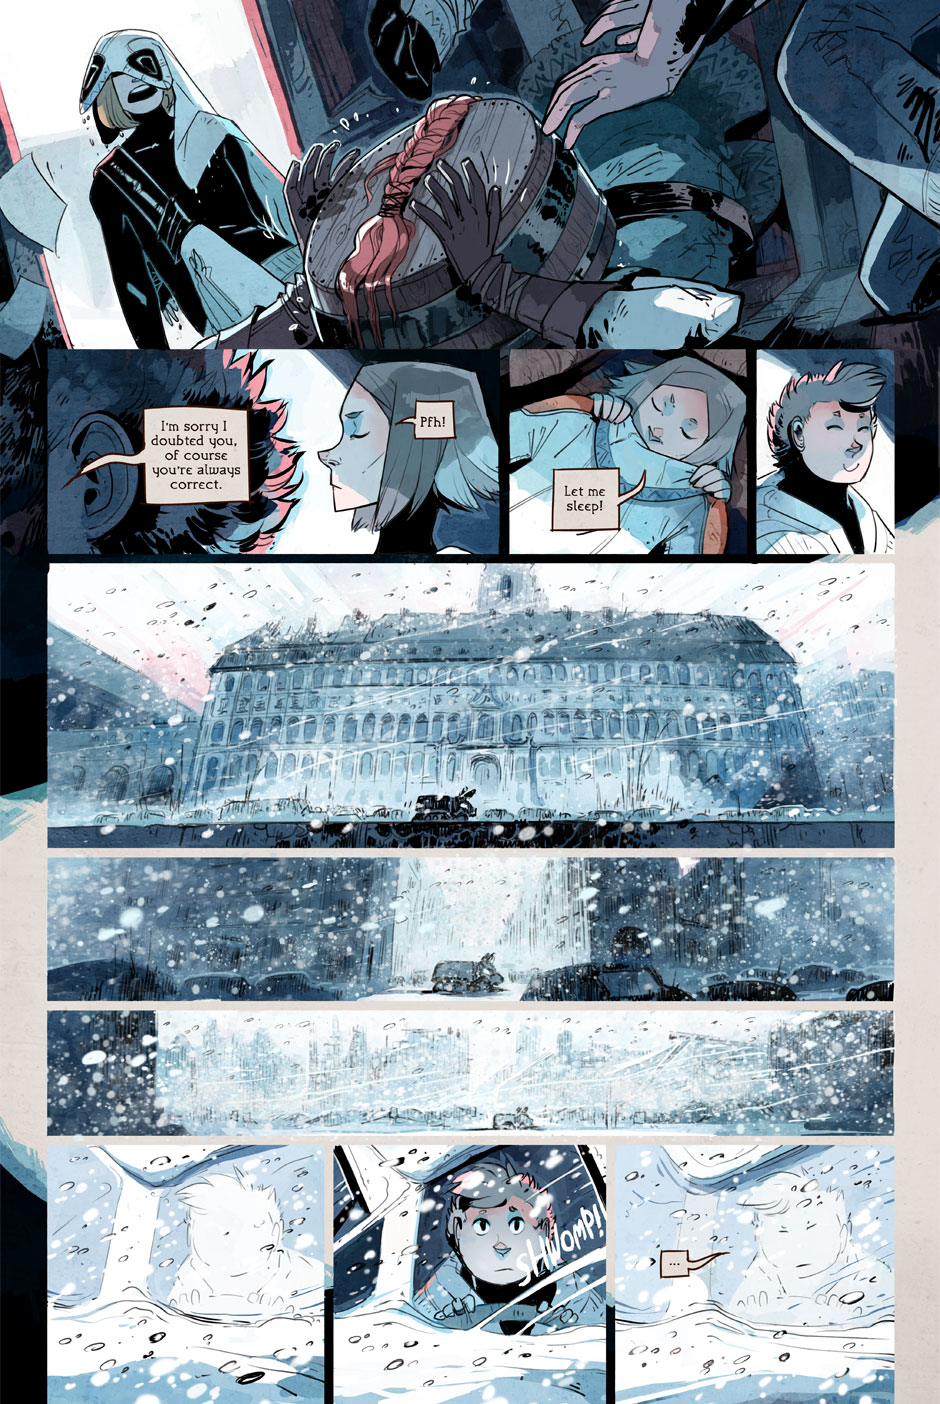 I'm sorry I
doubted you,
of course
you're always
correct.
Pfh!
Let me
sleep!
SHWOMP!!
...